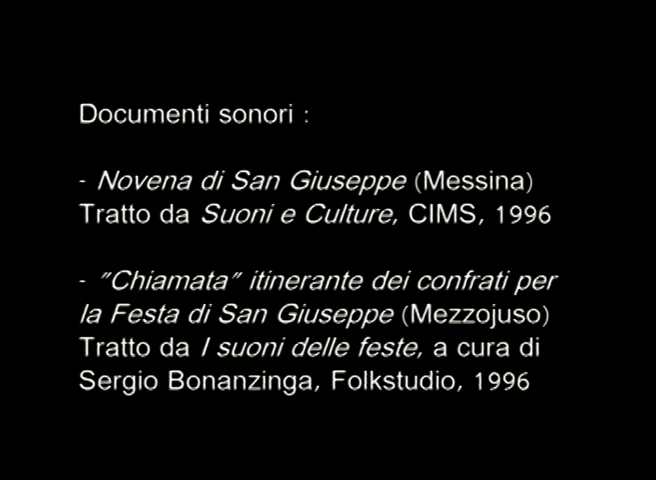 Documenti sonori :
- Novena di San Giuseppe (Messina)
Tratto da Suoni e Culture, CIMS, 1996
- "Chiamata" itinerante dei confrati per
la Festa di San Giuseppe (Mezzojuso)
Tratto da I suoni delle feste, a cura di
Sergio Bonanzinga, Folkstudio, 1996